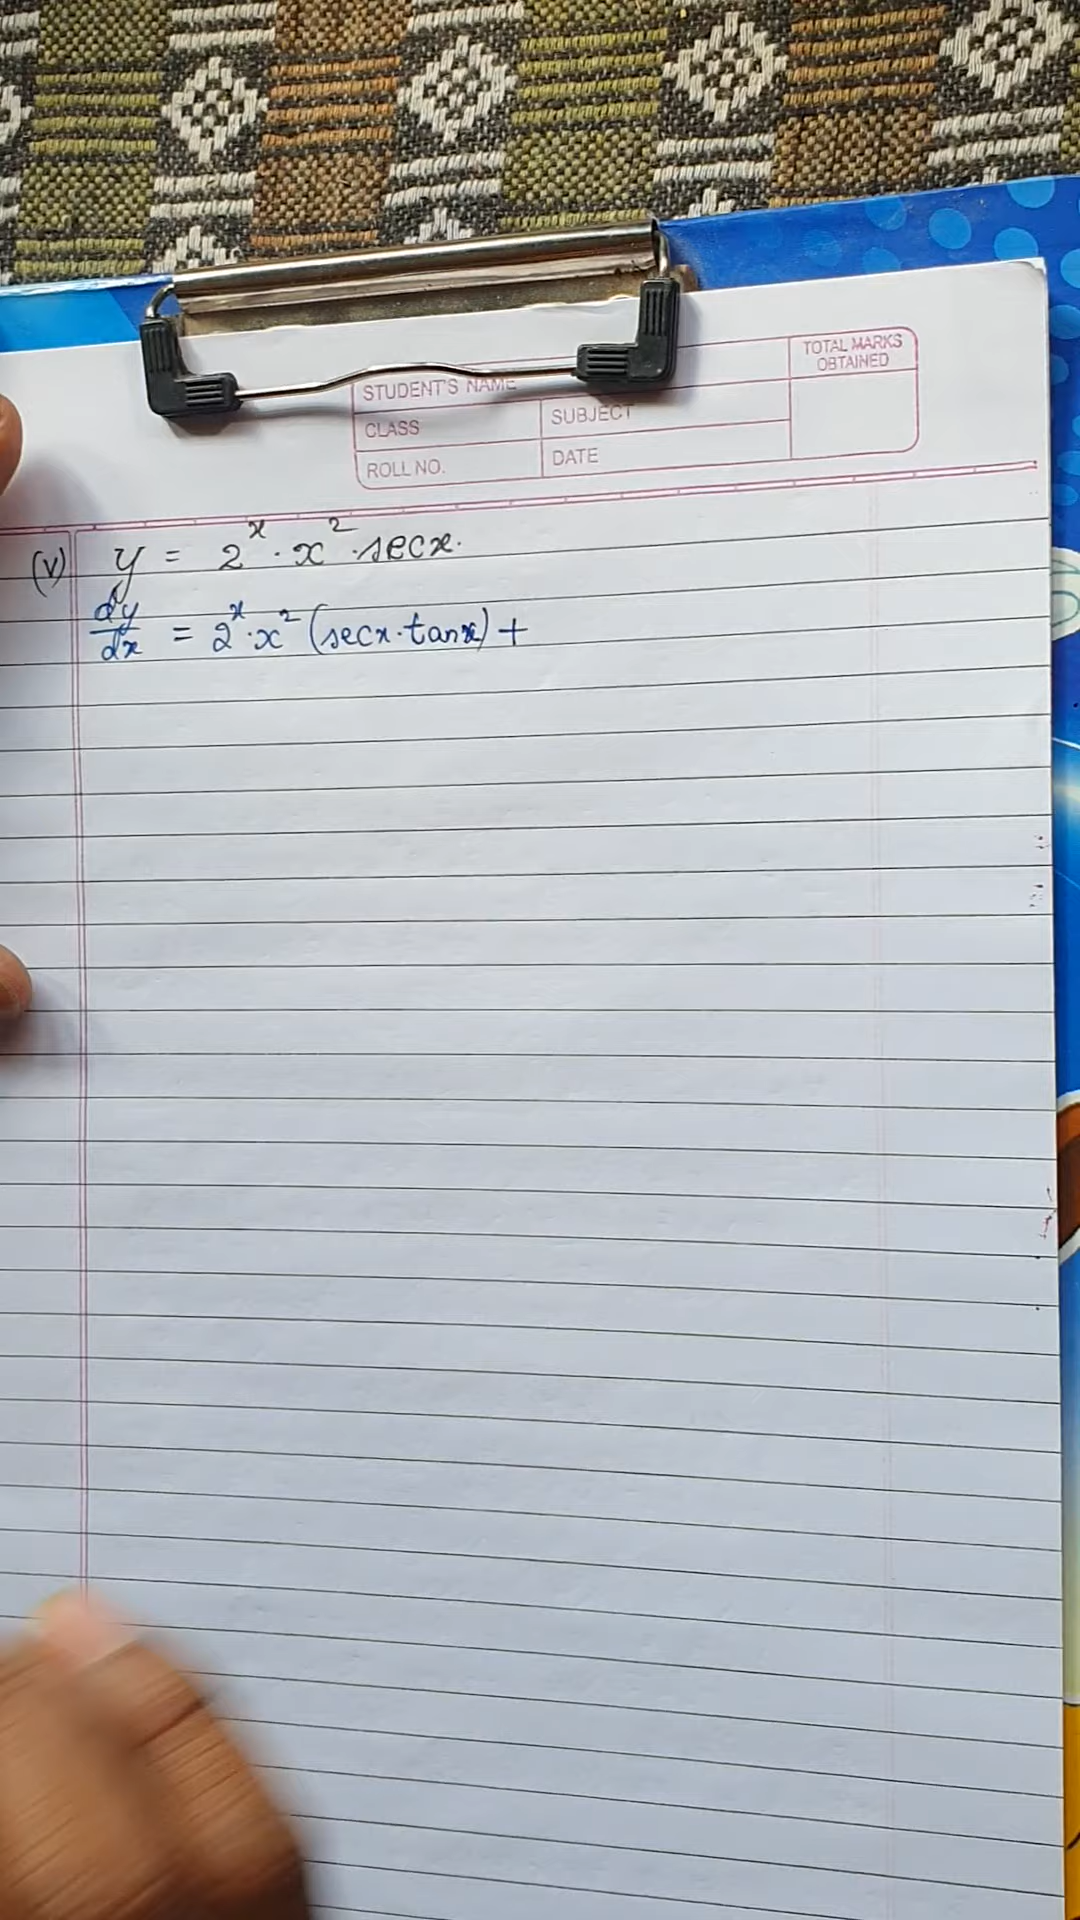 STUDENT'S NAME
TOTAL MARKS OBTAINED
CLASS
SUBJECT
ROLL NO.
DATE
(v) y = 2^x · x^2 · secx.
dy/dx = 2^x · x^2 (secx · tanx) +